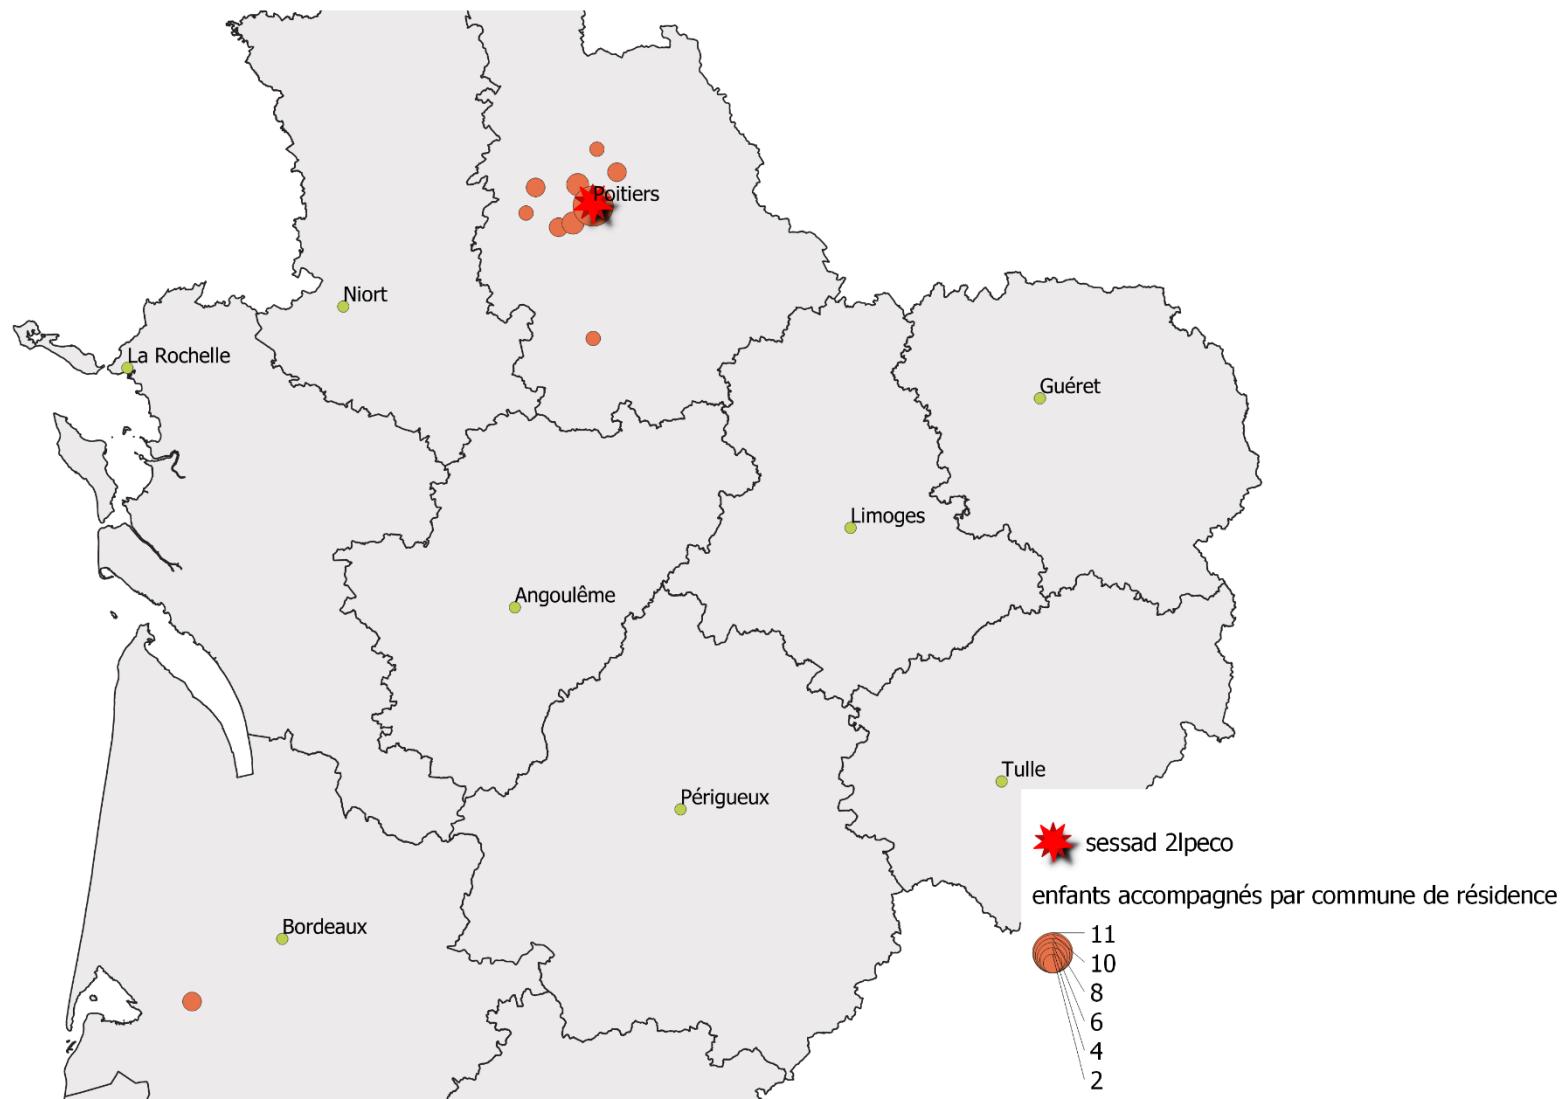 Poitiers
Niort
La Rochelle
Guéret
Limoges
Angoulême
Tulle
Périgueux
sessad 2lpeco
enfants accompagnés par commune de résidence
Bordeaux
11
10
8
6
4
2